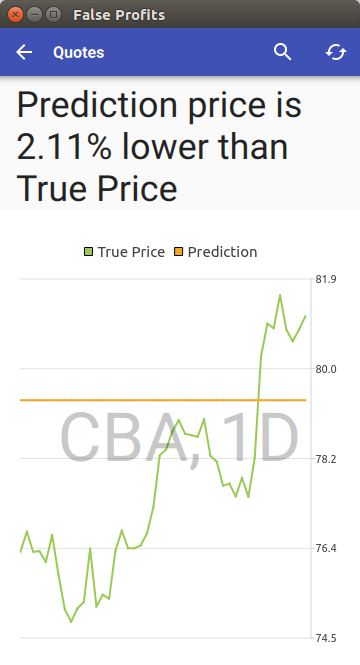 False Profits
Quotes
Prediction price is
2.11% lower than
True Price
True Price Prediction
81.9
80.0
CBA, 1D
78.2
76.4
74.5